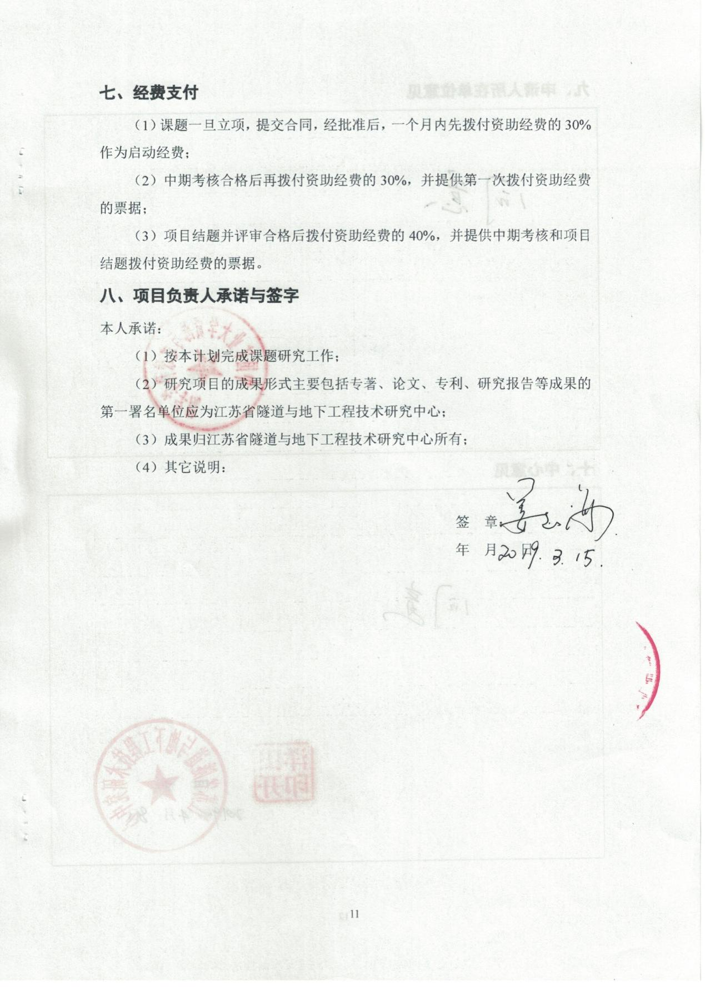 七、经费支付
（1）课题一旦立项，提交合同，经批准后，一个月内先拨付资助经费的 30%
作为启动经费；
（2）中期考核合格后再拨付资助经费的 30%，并提供第一次拨付资助经费
的票据；
（3）项目结题并评审合格后拨付资助经费的 40%，并提供中期考核和项目
结题拨付资助经费的票据。
八、项目负责人承诺与签字
本人承诺：
（1）按本计划完成课题研究工作；
（2）研究项目的成果形式主要包括专著、论文、专利、研究报告等成果的
第一署名单位应为江苏省隧道与地下工程技术研究中心；
（3）成果归江苏省隧道与地下工程技术研究中心所有；
（4）其它说明：
签 章：
年 月 日 2019.3.15.
11